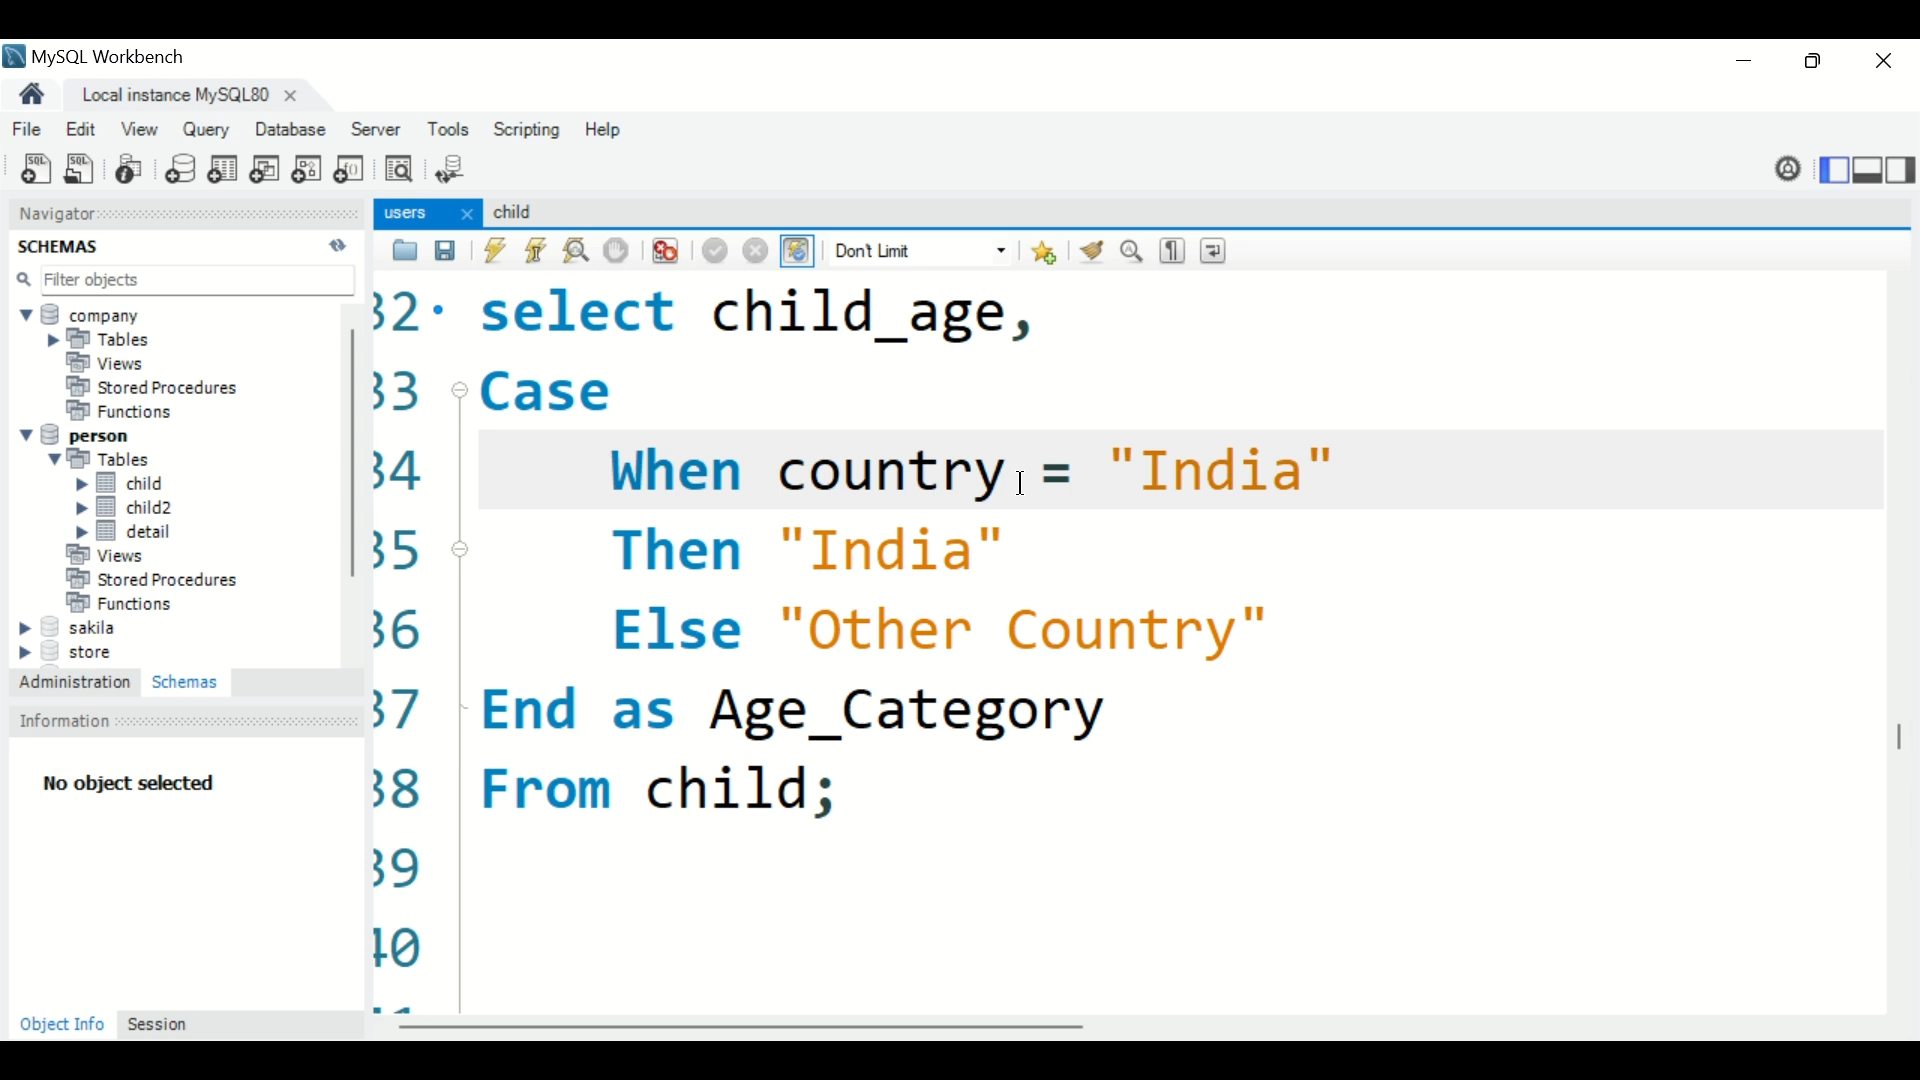 MySQL Workbench
Local instance MySQL80
File Edit View Query Database Server Tools Scripting Help
Navigator
users
child
SCHEMAS
Don't Limit
Filter objects
company
Tables
Views
Stored Procedures
Functions
person
Tables
child
child2
detail
Views
Stored Procedures
Functions
sakila
store
Administration Schemas
Information
No object selected
Object Info Session
32 select child_age,
33 Case
34 When country = "India"
35 Then "India"
36 Else "Other Country"
37 End as Age_Category
38 From child;
39
40